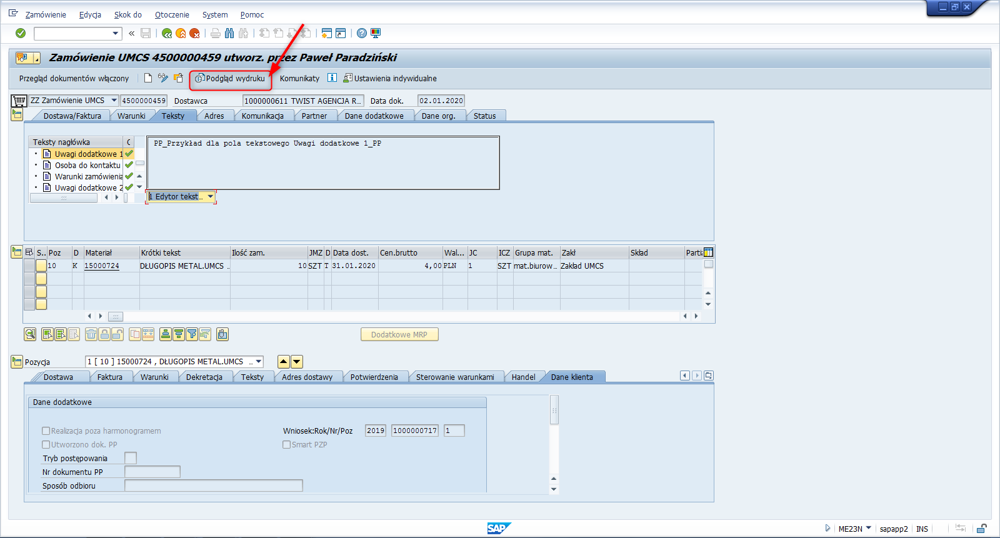 Zamówienie Edycja Skok do Otoczenie System Pomoc
Zamówienie UMCS 4500000459 utworz. przez Paweł Paradziński
Przegląd dokumentów włączony Podgląd wydruku Komunikaty Ustawienia indywidualne
ZZ Zamówienie UMCS 4500000459 Dostawca 1000000611 TWIST AGENCJA R... Data dok. 02.01.2020
Dostawa/Faktura Warunki Teksty Adres Komunikacja Partner Dane dodatkowe Dane org. Status
Teksty nagłówka C
PP_Przykład dla pola tekstowego Uwagi dodatkowe 1_PP
Uwagi dodatkowe 1
Osoba do kontaktu
Warunki zamówienia
Uwagi dodatkowe 2
1 Edytor tekst...
S.. Poz D Materiał Krótki tekst Ilość zam. JMZ D Data dost. Cen.brutto Wal... JC ICZ Grupa mat. Zakł Skład Parti
10 K 15000724 DŁUGOPIS METAL.UMCS .. 10 SZT T 31.01.2020 4,00 PLN 1 SZT mat.biurow... Zakład UMCS
Dodatkowe MRP
Pozycja 1 [ 10 ] 15000724 , DŁUGOPIS METAL.UMCS ...
Dostawa Faktura Warunki Dekretacja Teksty Adres dostawy Potwierdzenia Sterowanie warunkami Handel Dane klienta
Dane dodatkowe
Realizacja poza harmonogramem Wniosek:Rok/Nr/Poz 2019 1000000717 1
Utworzono dok. PP Smart PZP
Tryb postępowania
Nr dokumentu PP
Sposób odbioru
SAP ME23N sapapp2 INS